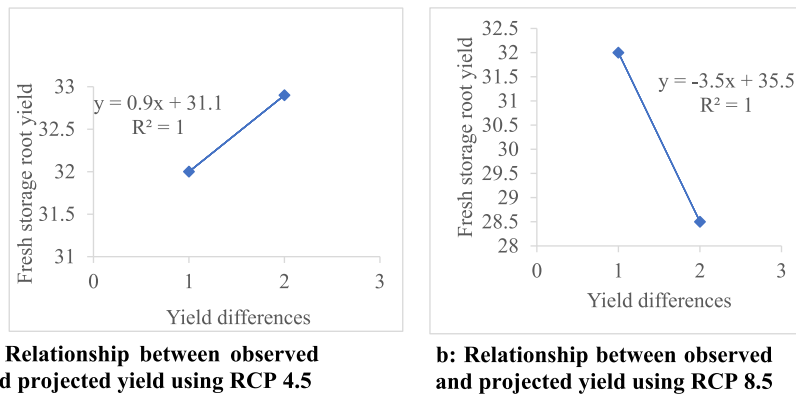 Fresh storage root yield
33
32.5
32
31.5
31
0 1 2 3
y = 0.9x + 31.1
R² = 1
Yield differences
Relationship between observed
d projected yield using RCP 4.5
Fresh storage root yield
32.5
32
31.5
31
30.5
30
29.5
29
28.5
28
0 1 2 3
y = -3.5x + 35.5
R² = 1
Yield differences
b: Relationship between observed
and projected yield using RCP 8.5